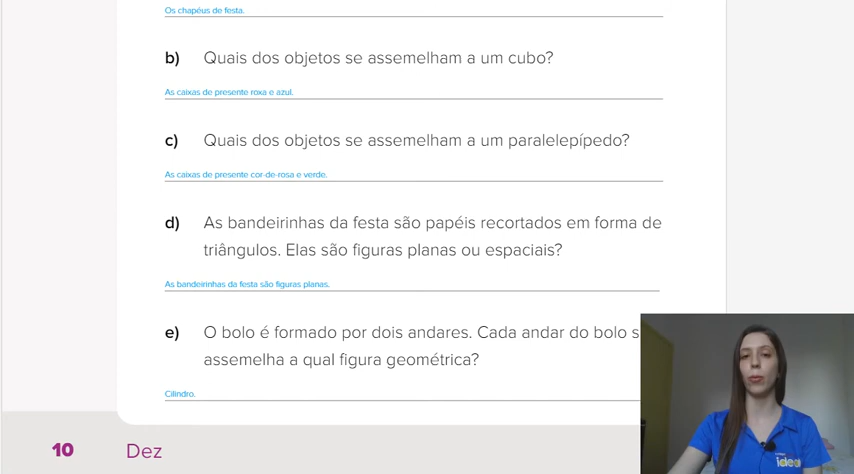 Os chapéus de festa.
b) Quais dos objetos se assemelham a um cubo?
As caixas de presente roxa e azul.
c) Quais dos objetos se assemelham a um paralelepípedo?
As caixas de presente cor-de-rosa e verde.
d) As bandeirinhas da festa são papéis recortados em forma de
triângulos. Elas são figuras planas ou espaciais?
As bandeirinhas da festa são figuras planas.
e) O bolo é formado por dois andares. Cada andar do bolo s
assemelha a qual figura geométrica?
Cilindro.
idea
10 Dez